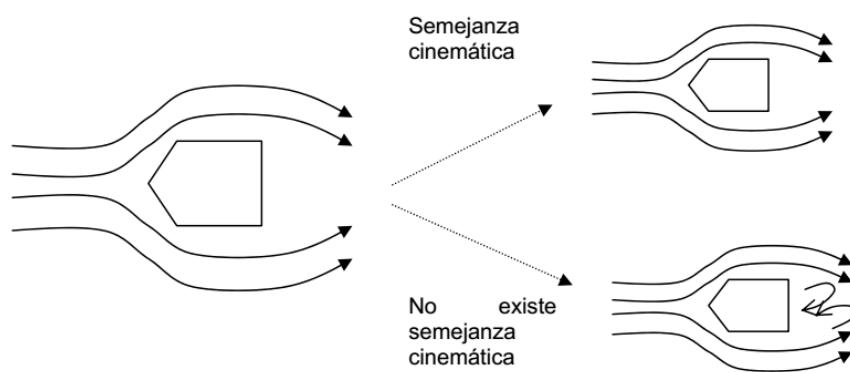 Semejanza
cinemática
No existe
semejanza
cinemática